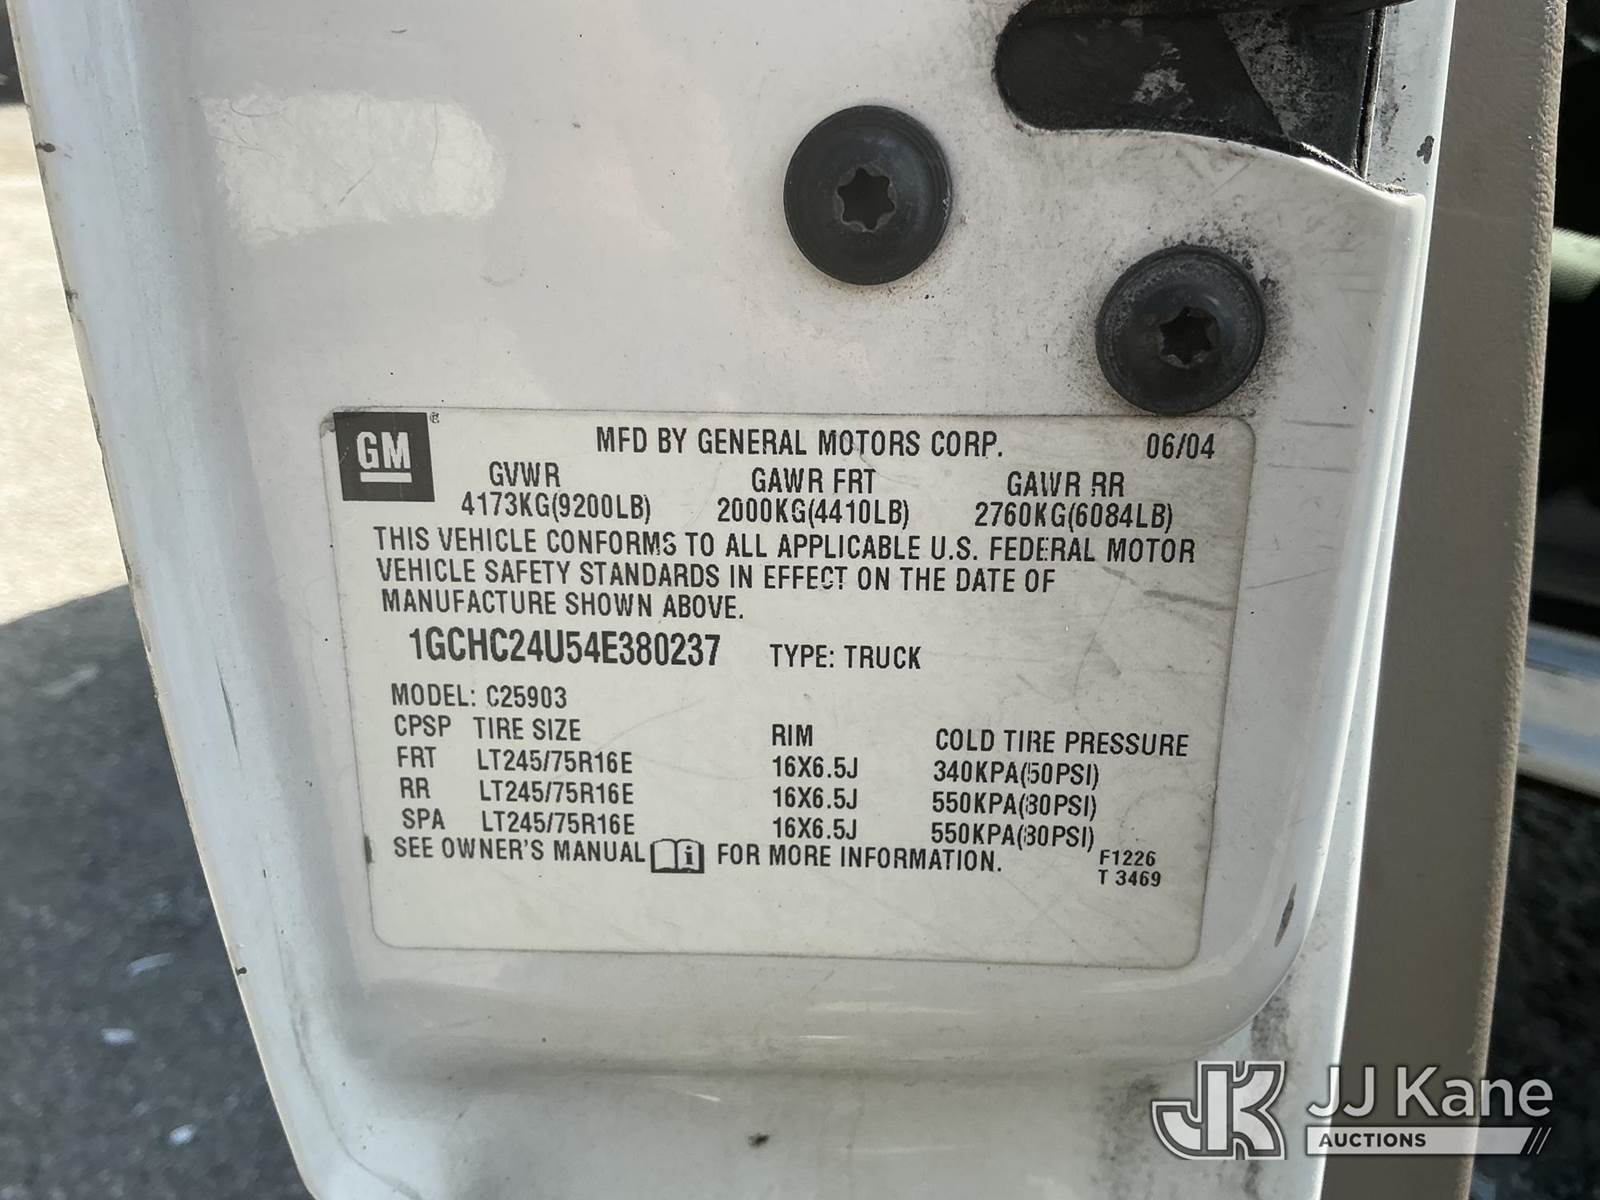 GM ®
MFD BY GENERAL MOTORS CORP. 06/04
GVWR GAWR FRT GAWR RR
4173KG(9200LB) 2000KG(4410LB) 2760KG(6084LB)
THIS VEHICLE CONFORMS TO ALL APPLICABLE U.S. FEDERAL MOTOR
VEHICLE SAFETY STANDARDS IN EFFECT ON THE DATE OF
MANUFACTURE SHOWN ABOVE.
1GCHC24U54E380237 TYPE: TRUCK
MODEL: C25903
CPSP TIRE SIZE RIM COLD TIRE PRESSURE
FRT LT245/75R16E 16X6.5J 340KPA(50PSI)
RR LT245/75R16E 16X6.5J 550KPA(80PSI)
SPA LT245/75R16E 16X6.5J 550KPA(80PSI)
SEE OWNER'S MANUAL i FOR MORE INFORMATION.
F1226
T 3469
JK JJ Kane
AUCTIONS